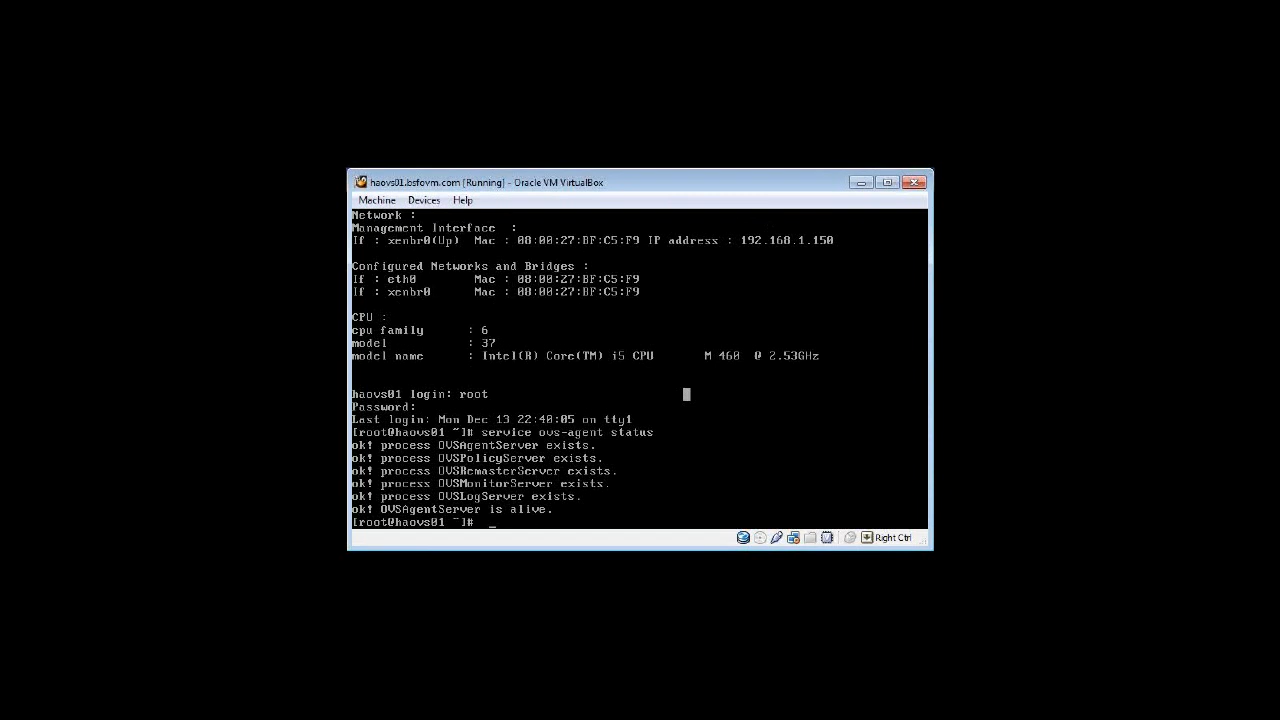 haovs01.bsfovm.com [Running] - Oracle VM VirtualBox
Machine Devices Help
Network :
Management Interface :
If : xenbr0(Up) Mac : 08:00:27:BF:C5:F9 IP address : 192.168.1.150
Configured Networks and Bridges :
If : eth0 Mac : 08:00:27:BF:C5:F9
If : xenbr0 Mac : 08:00:27:BF:C5:F9
CPU :
cpu family : 6
model : 37
model name : Intel(R) Core(TM) i5 CPU M 460 @ 2.53GHz
haovs01 login: root
Password:
Last login: Mon Dec 13 22:40:05 on tty1
[root@haovs01 ~]# service ovs-agent status
ok! process OVSAgentServer exists.
ok! process OVSPolicyServer exists.
ok! process OVSRemasterServer exists.
ok! process OVSMonitorServer exists.
ok! process OVSLogServer exists.
ok! OVSAgentServer is alive.
[root@haovs01 ~]# _
Right Ctrl